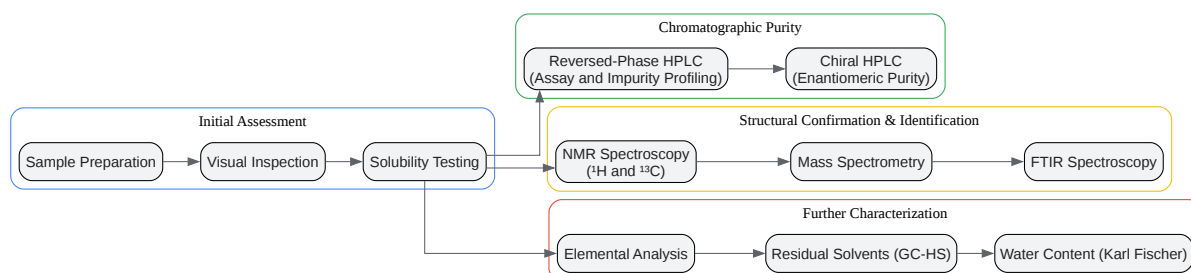 Chromatographic Purity
Reversed-Phase HPLC
(Assay and Impurity Profiling)
Chiral HPLC
(Enantiomeric Purity)
Initial Assessment
Sample Preparation
Visual Inspection
Solubility Testing
Structural Confirmation & Identification
NMR Spectroscopy
(¹H and ¹³C)
Mass Spectrometry
FTIR Spectroscopy
Further Characterization
Elemental Analysis
Residual Solvents (GC-HS)
Water Content (Karl Fischer)